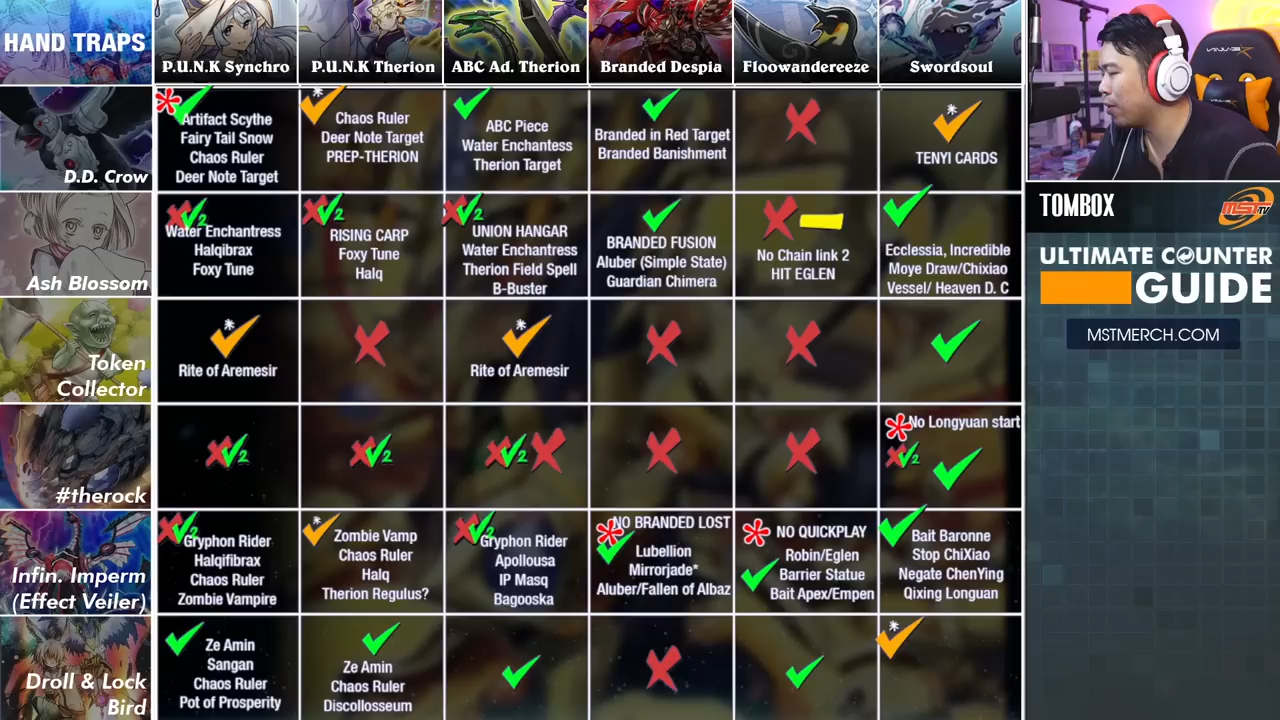 HAND TRAPS
P.U.N.K Synchro
P.U.N.K Therion
ABC Ad. Therion
Branded Despia
Floowandereeze
Swordsoul
D.D. Crow
Artifact Scythe
Fairy Tail Snow
Chaos Ruler
Deer Note Target
Chaos Ruler
Deer Note Target
PREP-THERION
ABC Piece
Water Enchantess
Therion Target
Branded in Red Target
Branded Banishment
TENYI CARDS
Ash Blossom
2
Water Enchantress
Halqibrax
Foxy Tune
2
RISING CARP
Foxy Tune
Halq
2
UNION HANGAR
Water Enchantress
Therion Field Spell
B-Buster
BRANDED FUSION
Aluber (Simple State)
Guardian Chimera
No Chain link 2
HIT EGLEN
Ecclessia, Incredible
Moye Draw/Chixiao
Vessel/ Heaven D. C
Token
Collector
Rite of Aremesir
Rite of Aremesir
#therock
2
2
2
No Longyuan start
2
Infin. Imperm
(Effect Veiler)
2
Gryphon Rider
Halqifibrax
Chaos Ruler
Zombie Vampire
Zombie Vamp
Chaos Ruler
Halq
Therion Regulus?
2
Gryphon Rider
Apollousa
IP Masq
Bagooska
NO BRANDED LOST
Lubellion
Mirrorjade*
Aluber/Fallen of Albaz
NO QUICKPLAY
Robin/Eglen
Barrier Statue
Bait Apex/Empen
Bait Baronne
Stop ChiXiao
Negate ChenYing
Qixing Longuan
Droll & Lock
Bird
Ze Amin
Sangan
Chaos Ruler
Pot of Prosperity
Ze Amin
Chaos Ruler
Discollosseum
TOMBOX
MSTTV
ULTIMATE COUNTER
GUIDE
MSTMERCH.COM